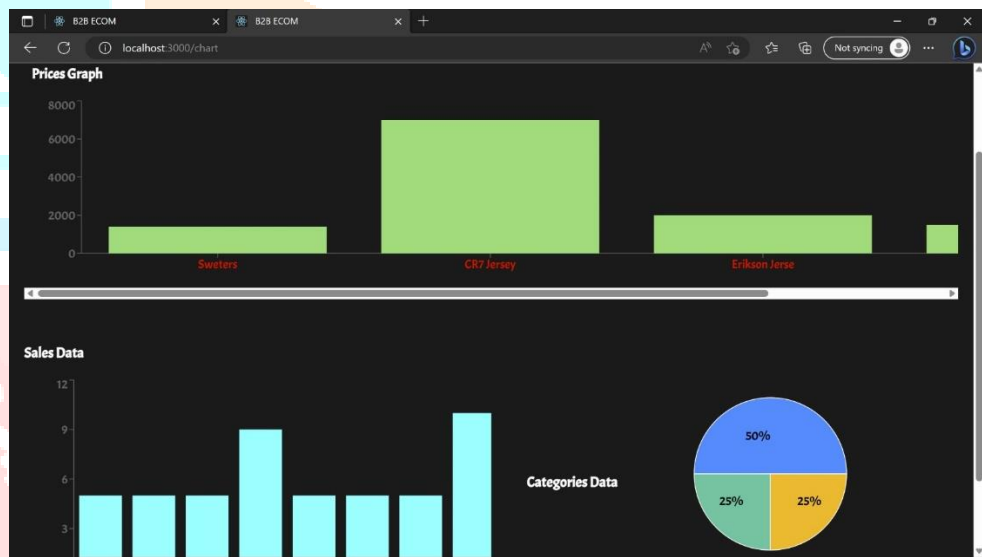 B2B ECOM
B2B ECOM
localhost:3000/chart
Not syncing
Prices Graph
8000
6000
4000
2000
0
Sweters
CR7 Jersey
Erikson Jerse
Sales Data
12
9
6
3
Categories Data
50%
25%
25%